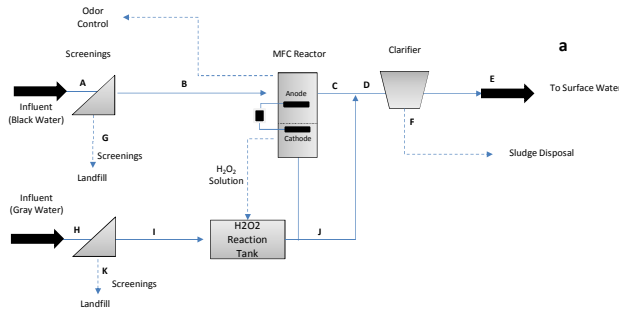 Odor
Control
Screenings
MFC Reactor
Clarifier
a
A
B
C
D
E
To Surface Water
Anode
Influent
(Black Water)
F
G
Cathode
Screenings
Sludge Disposal
Landfill
H2O2
Solution
Influent
(Gray Water)
H
I
H2O2
Reaction
Tank
J
K
Screenings
Landfill